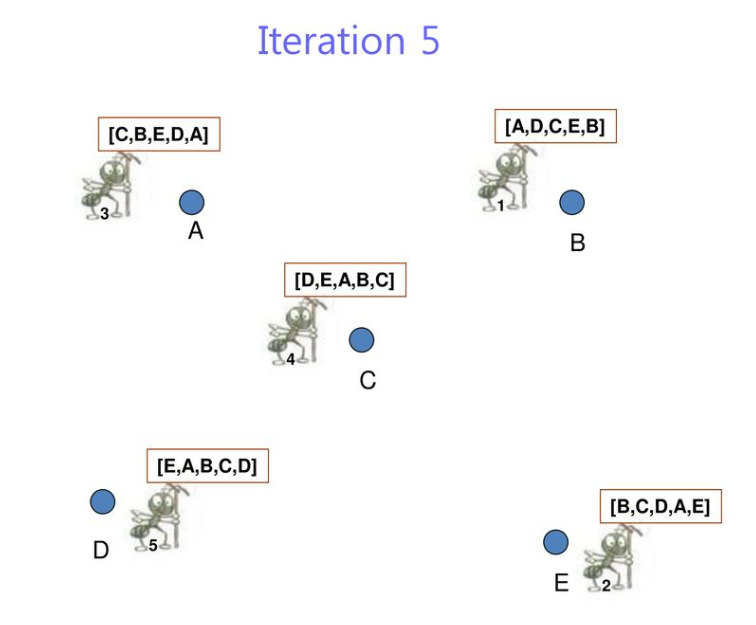 Iteration 5
[C,B,E,D,A]
[A,D,C,E,B]
3
A
1
B
[D,E,A,B,C]
4
C
[E,A,B,C,D]
[B,C,D,A,E]
D
5
E
2